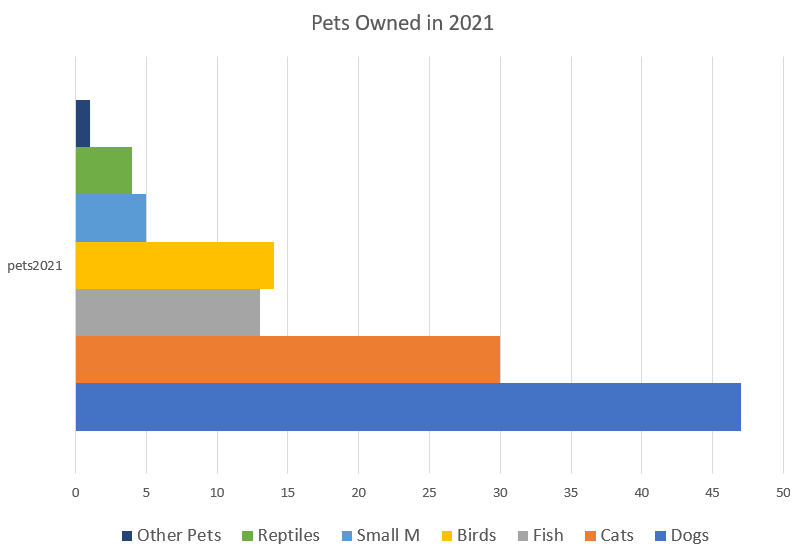 Pets Owned in 2021
pets2021
0 5 10 15 20 25 30 35 40 45 50
Other Pets Reptiles Small M Birds Fish Cats Dogs